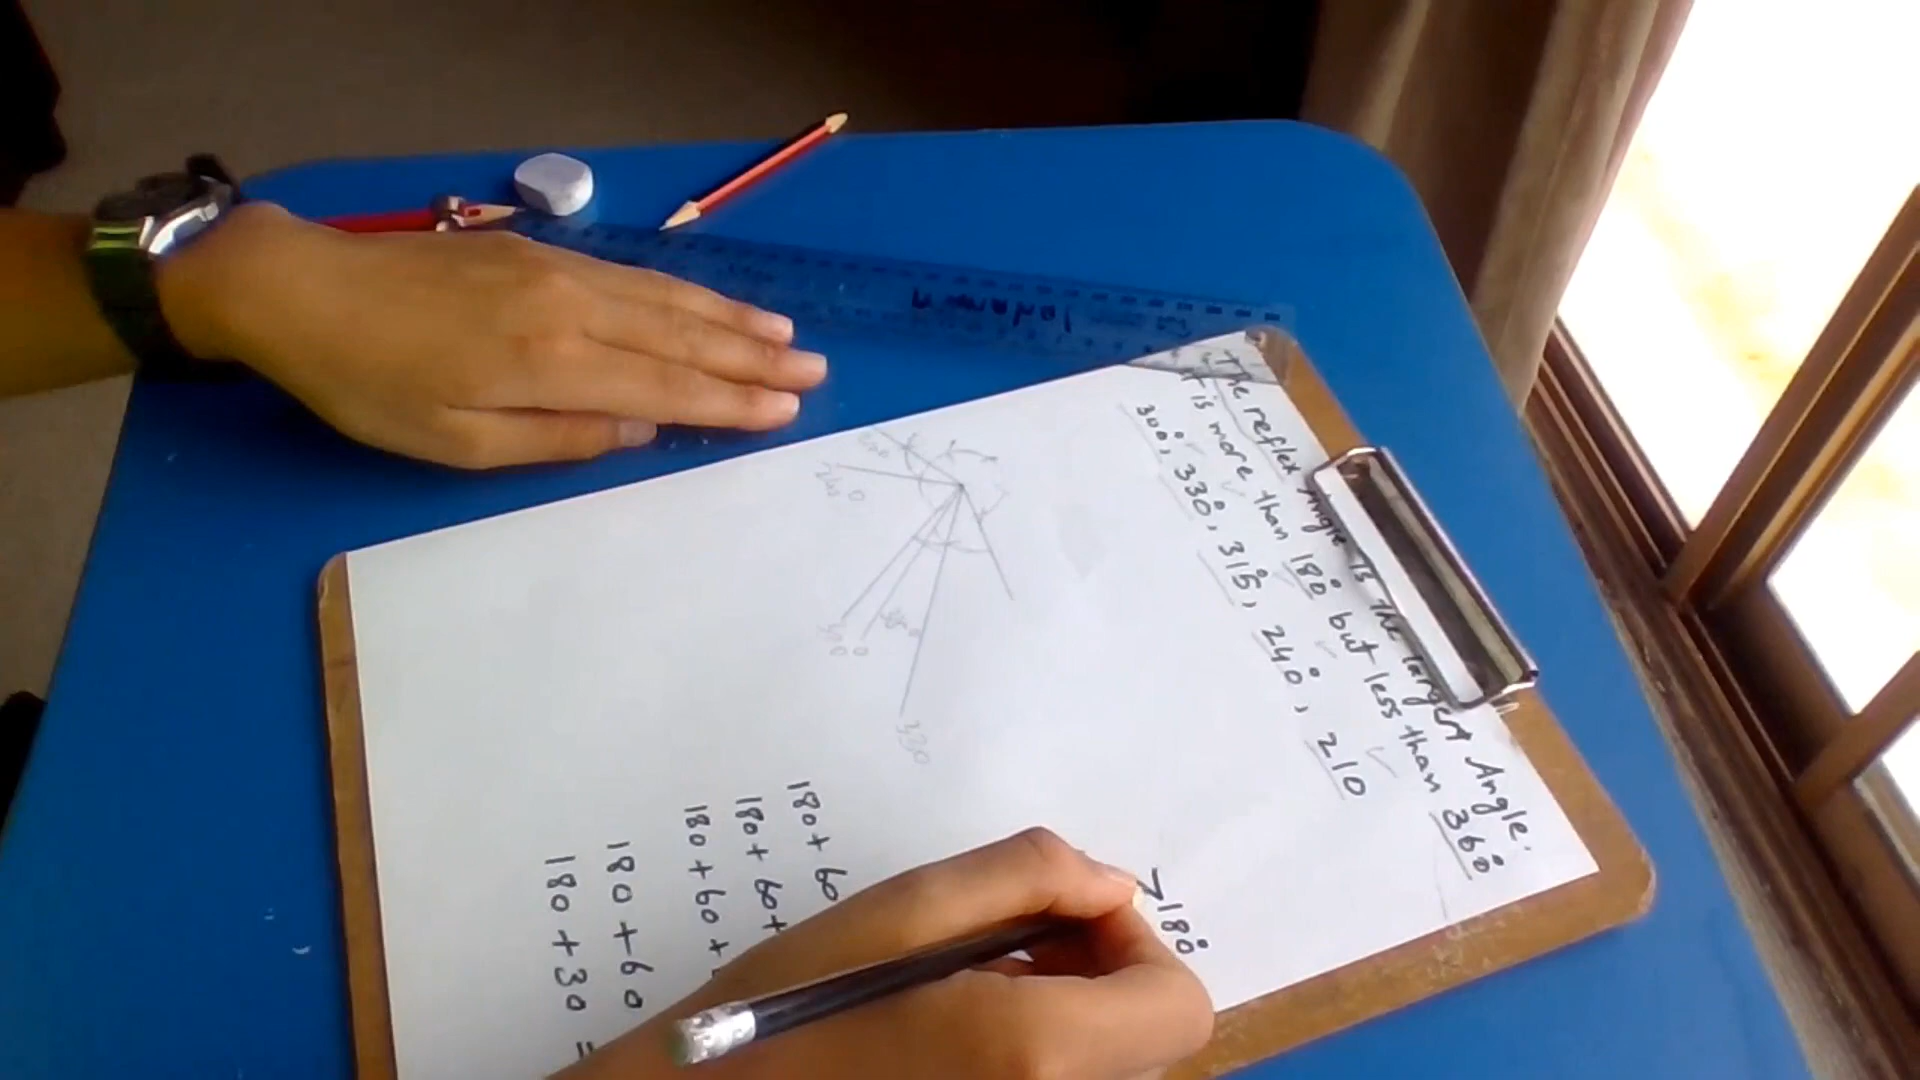 The reflex Angle Is The largest Angle.
It is more than 180° but less than 360°
300°, 330°, 315°, 240°, 210
>180°
240°
330
180 + 60
180 + 60 +
180 + 60 +
180 + 60
180 + 30 =